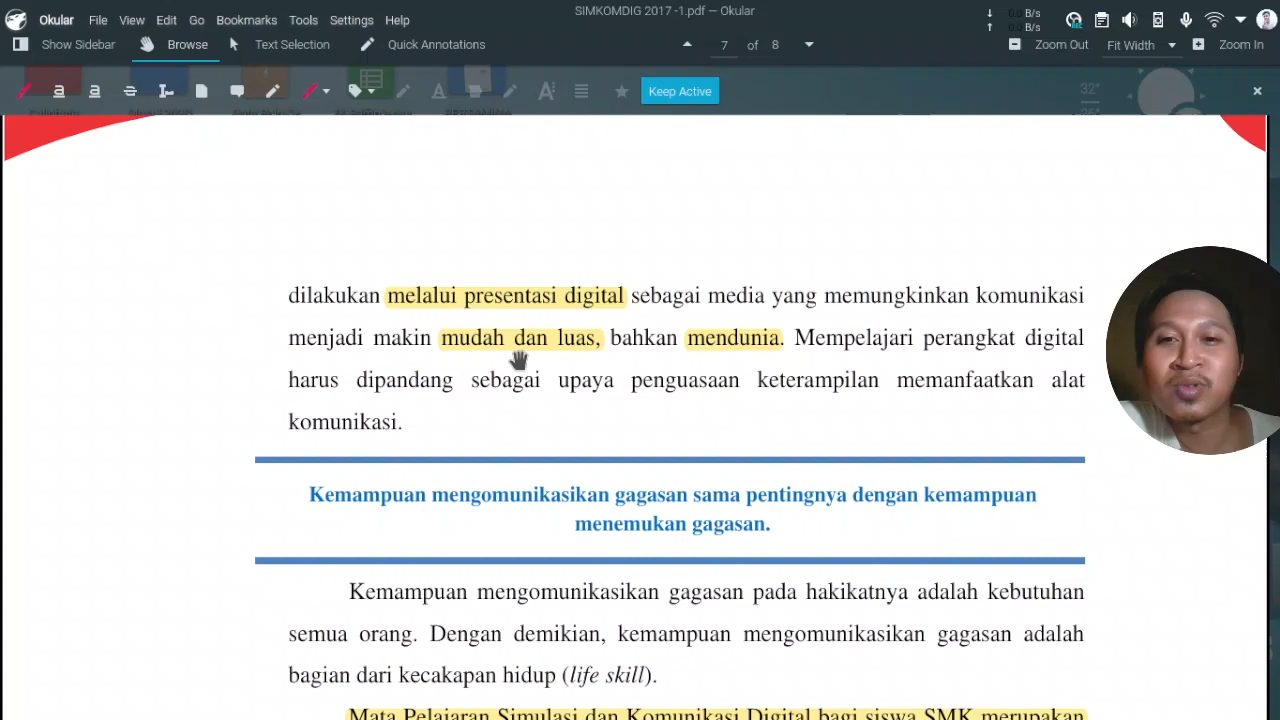 Okular File View Edit Go Bookmarks Tools Settings Help
SIMKOMDIG 2017 -1.pdf — Okular
0.0 B/s
0.0 B/s
Show Sidebar Browse Text Selection Quick Annotations 7 of 8 Zoom Out Fit Width Zoom In
Keep Active
32°
dilakukan melalui presentasi digital sebagai media yang memungkinkan komunikasi
menjadi makin mudah dan luas, bahkan mendunia. Mempelajari perangkat digital
harus dipandang sebagai upaya penguasaan keterampilan memanfaatkan alat
komunikasi.
Kemampuan mengomunikasikan gagasan sama pentingnya dengan kemampuan
menemukan gagasan.
Kemampuan mengomunikasikan gagasan pada hakikatnya adalah kebutuhan
semua orang. Dengan demikian, kemampuan mengomunikasikan gagasan adalah
bagian dari kecakapan hidup (life skill).
Mata Pelajaran Simulasi dan Komunikasi Digital bagi siswa SMK merupakan